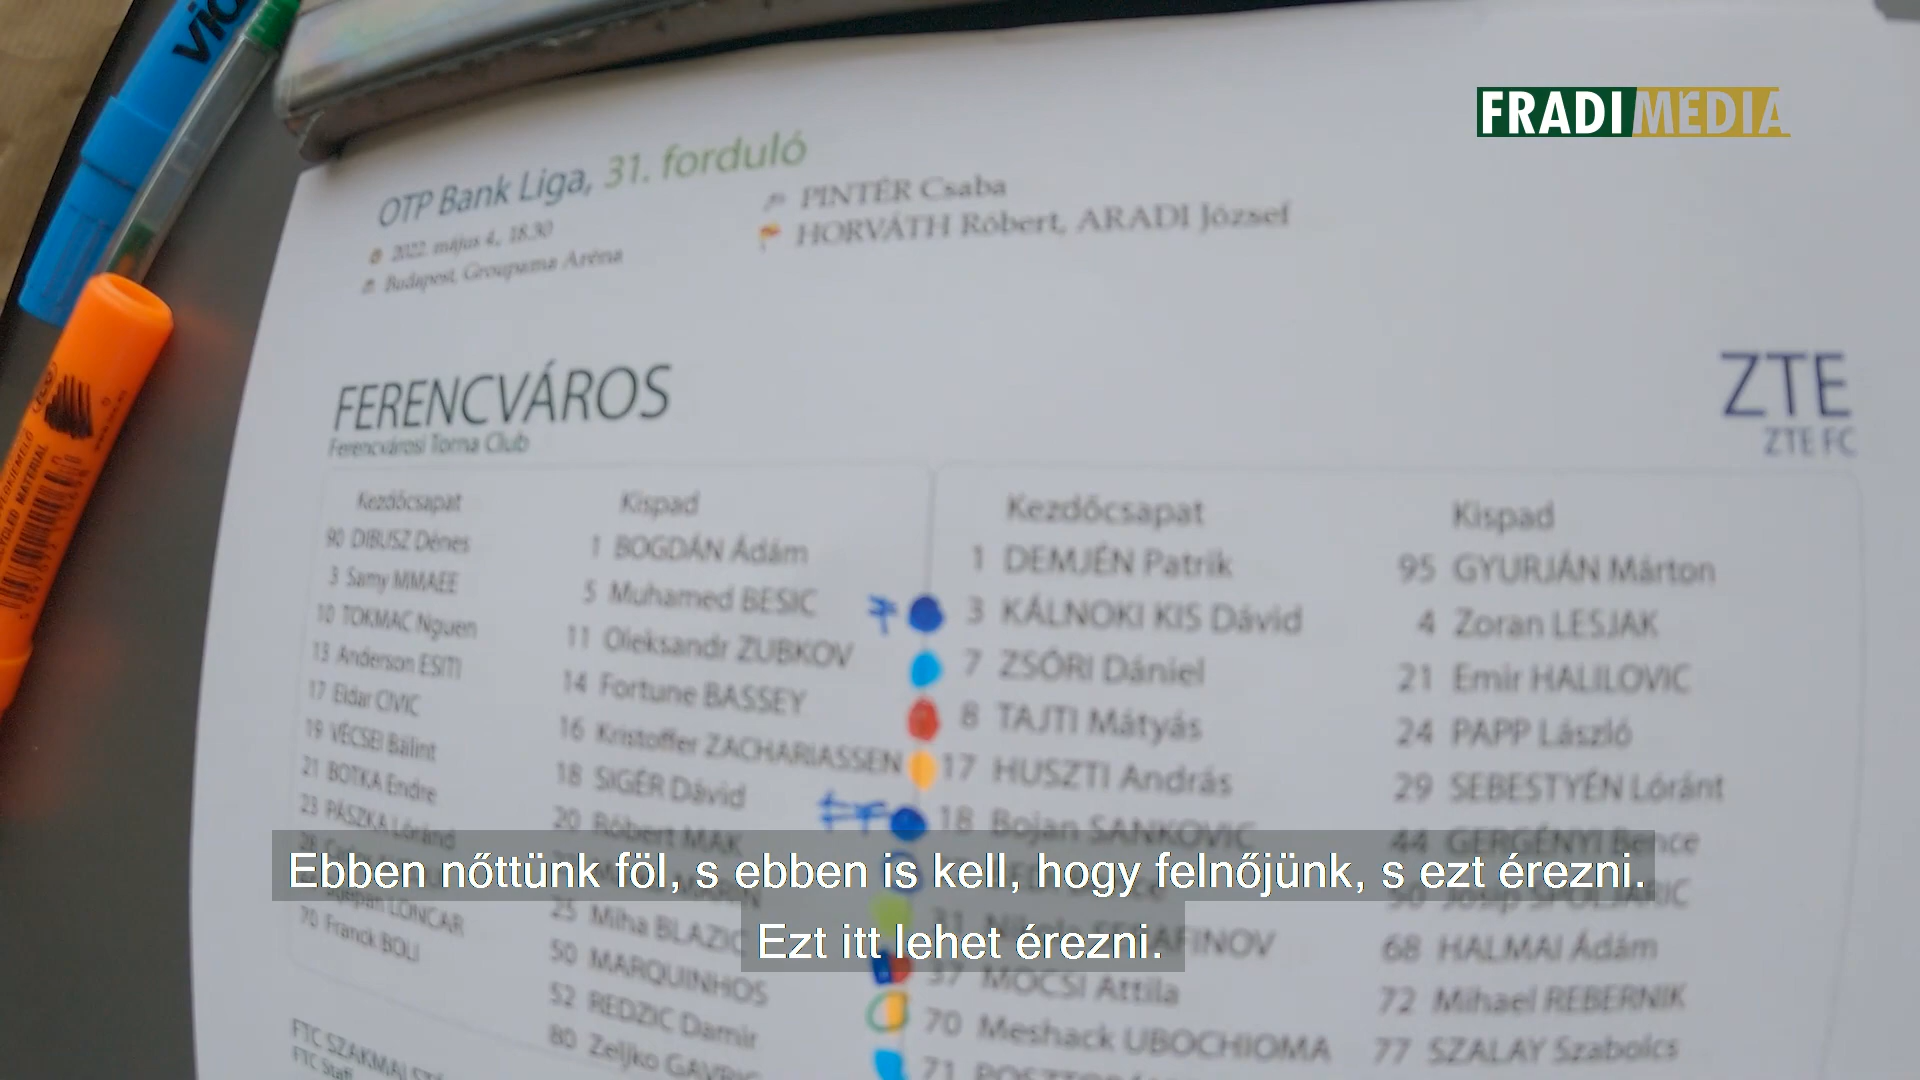 FRADIMÉDIA
OTP Bank Liga, 31. forduló
2022. május 4., 18.30
Budapest, Groupama Aréna
PINTÉR Csaba
HORVÁTH Róbert, ARADI József
FERENCVÁROS
Ferencvárosi Torna Club
ZTE
ZTE FC
Kezdőcsapat
90 DIBUSZ Dénes
3 Samy MMAEE
10 TOKMAC Nguen
13 Anderson ESITI
17 Eldar CIVIC
19 VÉCSEI Bálint
21 BOTKA Endre
23 PÁSZKA Lóránd
LONCAR
70 Franck BOLI
Kispad
1 BOGDÁN Ádám
5 Muhamed BESIC
11 Oleksandr ZUBKOV
14 Fortune BASSEY
16 Kristoffer ZACHARIASSEN
18 SIGÉR Dávid
20 Róbert MAK
25 Miha BLAZIC
50 MARQUINHOS
52 REDZIC Damir
80 Zeljko GAVRIC
Kezdőcsapat
1 DEMJÉN Patrik
3 KÁLNOKI KIS Dávid
7 ZSÓRI Dániel
8 TAJTI Mátyás
17 HUSZTI András
18 Bojan SANKOVIC
37 MOCSI Attila
70 Meshack UBOCHIOMA
71
Kispad
95 GYURJÁN Márton
4 Zoran LESJAK
21 Emir HALILOVIC
24 PAPP László
29 SEBESTYÉN Lóránt
44 GERGÉNYI Bence
68 HALMAI Ádám
72 Mihael REBERNIK
77 SZALAY Szabolcs
FTC Staff
Ebben nőttünk föl, s ebben is kell, hogy felnőjünk, s ezt érezni.
Ezt itt lehet érezni.